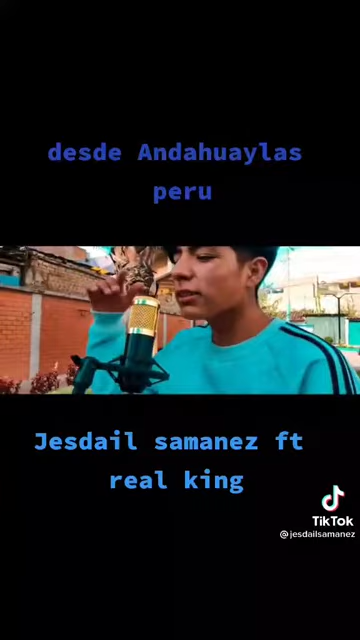 desde Andahuaylas
peru
Jesdail samanez ft
real king
TikTok
@jesdailsamanez